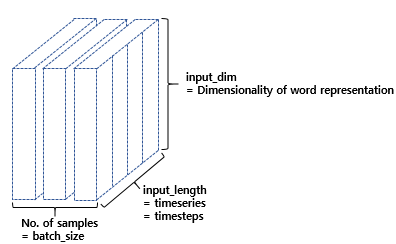 input_dim
= Dimensionality of word representation
input_length
= timeseries
= timesteps
No. of samples
= batch_size